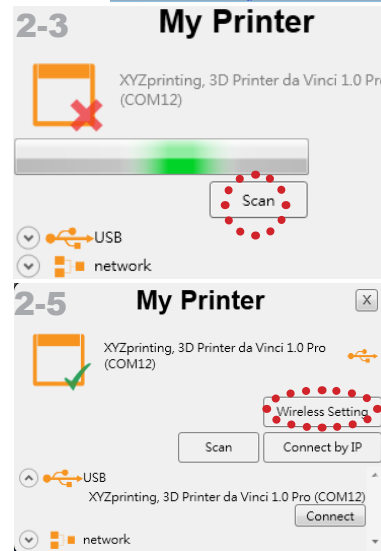 2-3
My Printer
XYZprinting, 3D Printer da Vinci 1.0 Pr
(COM12)
Scan
USB
network
2-5
My Printer
X
XYZprinting, 3D Printer da Vinci 1.0 Pro
(COM12)
Wireless Setting
Scan
Connect by IP
USB
XYZprinting, 3D Printer da Vinci 1.0 Pro (COM12)
Connect
network